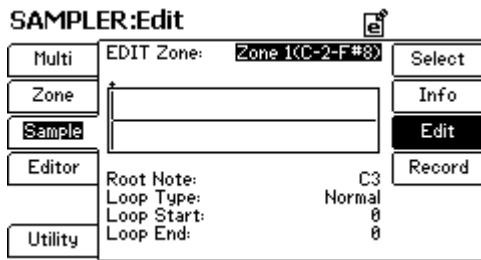 SAMPLER:Edit
Multi
EDIT Zone: Zone 1(C-2-F#8)
Select
Zone
Info
Sample
Edit
Editor
Record
Root Note: C3
Loop Type: Normal
Loop Start: 0
Loop End: 0
Utility